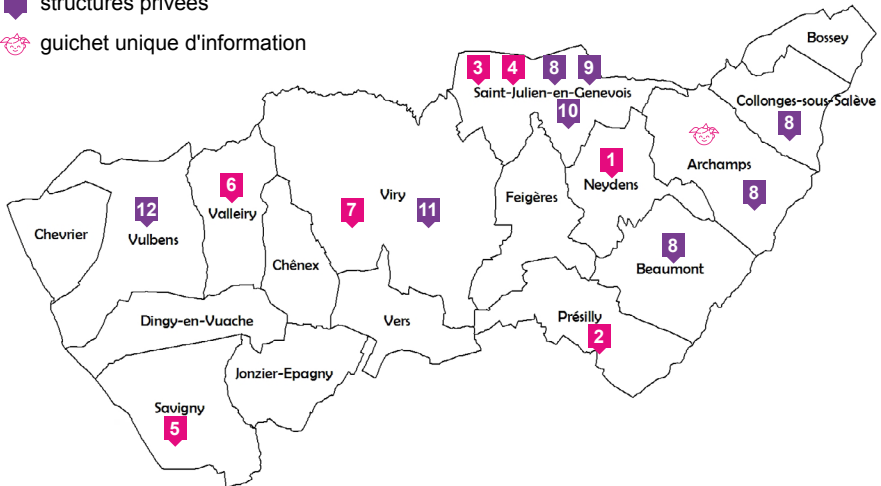 structures privées
guichet unique d'information
Bossey
3 4 8 9
Saint-Julien-en-Genevois
10
Collonges-sous-Salève
8
1
Neydens
Archamps
8
6
Valleiry
7
Viry
11
Feigères
12
Vulbens
Chevrier
8
Beaumont
Chênex
Dingy-en-Vuache
Vers
Présilly
2
Jonzier-Epagny
Savigny
5